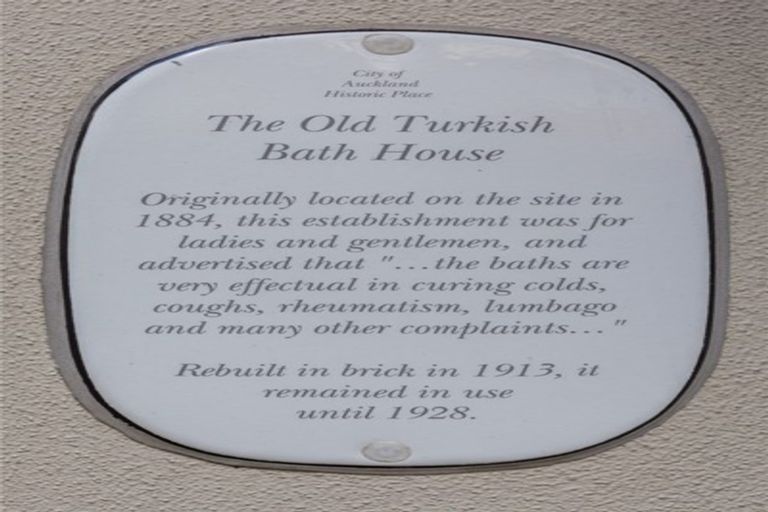 City of
Auckland
Historic Place
The Old Turkish
Bath House
Originally located on the site in
1884, this establishment was for
ladies and gentlemen, and
advertised that "...the baths are
very effectual in curing colds,
coughs, rheumatism, lumbago
and many other complaints..."
Rebuilt in brick in 1913, it
remained in use
until 1928.